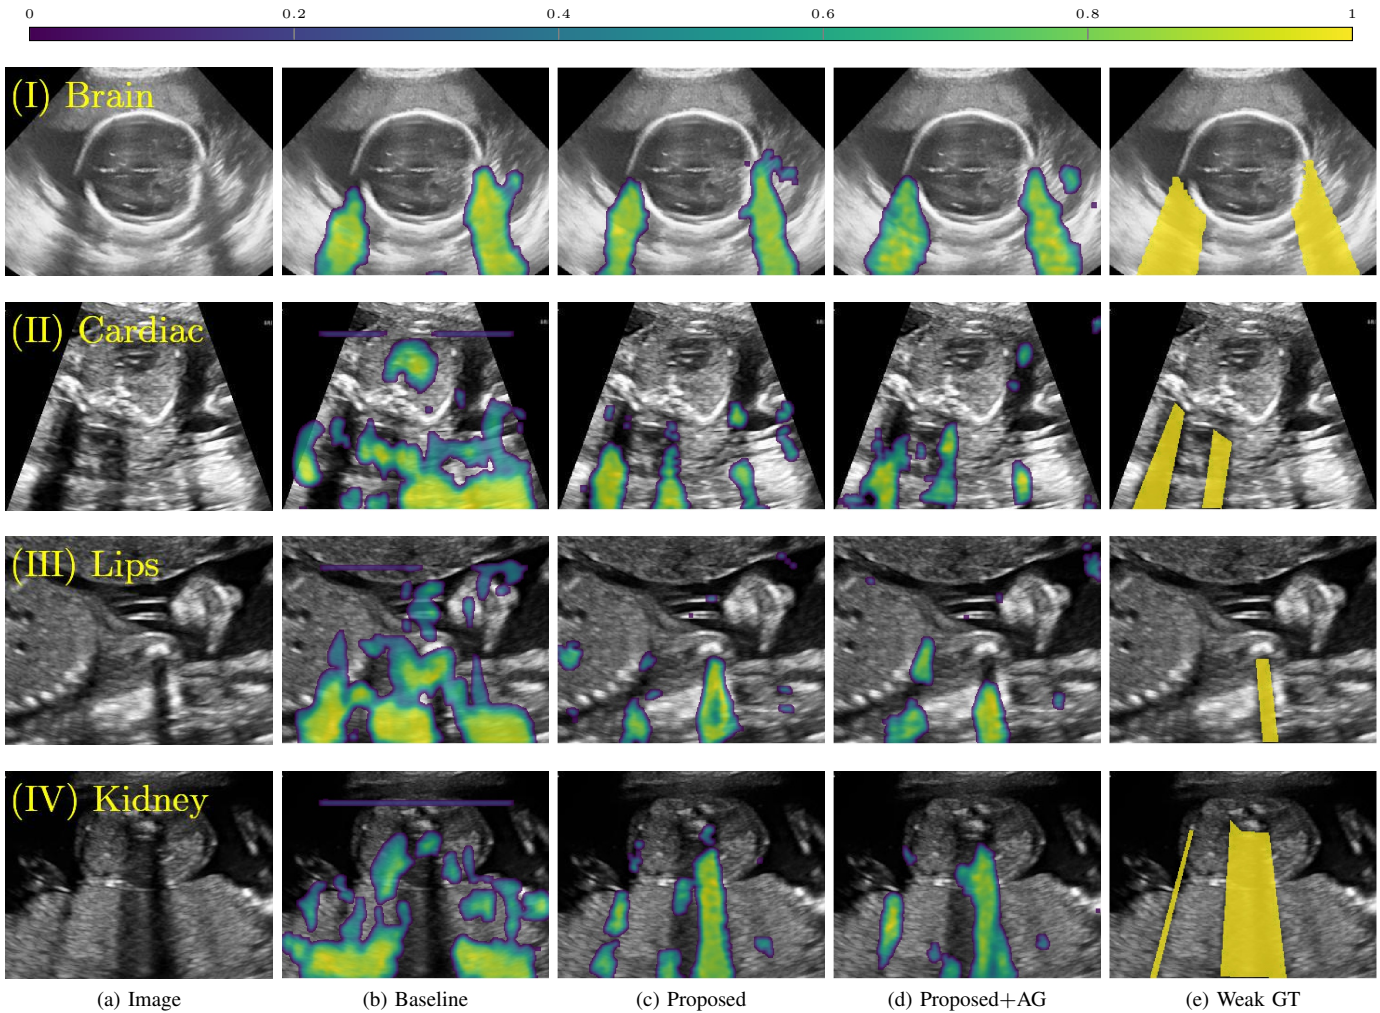 0 0.2 0.4 0.6 0.8 1
(I) Brain
(II) Cardiac
(III) Lips
(IV) Kidney
(a) Image (b) Baseline (c) Proposed (d) Proposed+AG (e) Weak GT